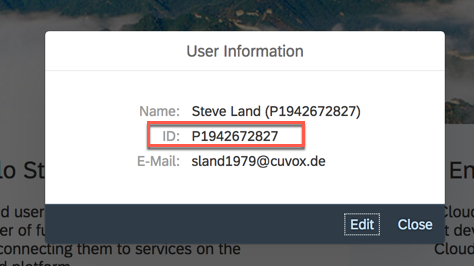 User Information
Name: Steve Land (P1942672827)
ID: P1942672827
E-Mail: sland1979@cuvox.de
lo St
En
d user
Cloud
er of fu
t dev
connecting them to services on the
Cloud
d platform
Edit Close